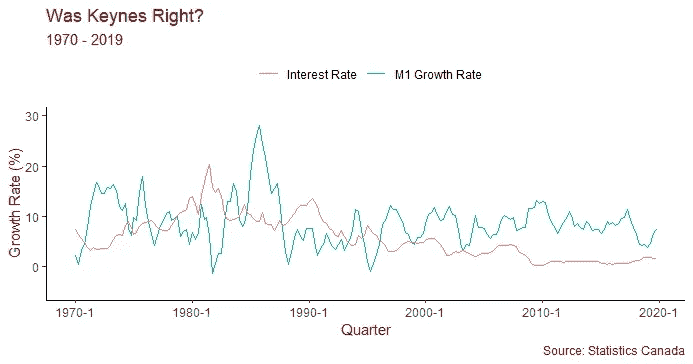 Was Keynes Right?
1970 - 2019
Interest Rate M1 Growth Rate
Growth Rate (%)
30
20
10
0
1970-1 1980-1 1990-1 2000-1 2010-1 2020-1
Quarter
Source: Statistics Canada